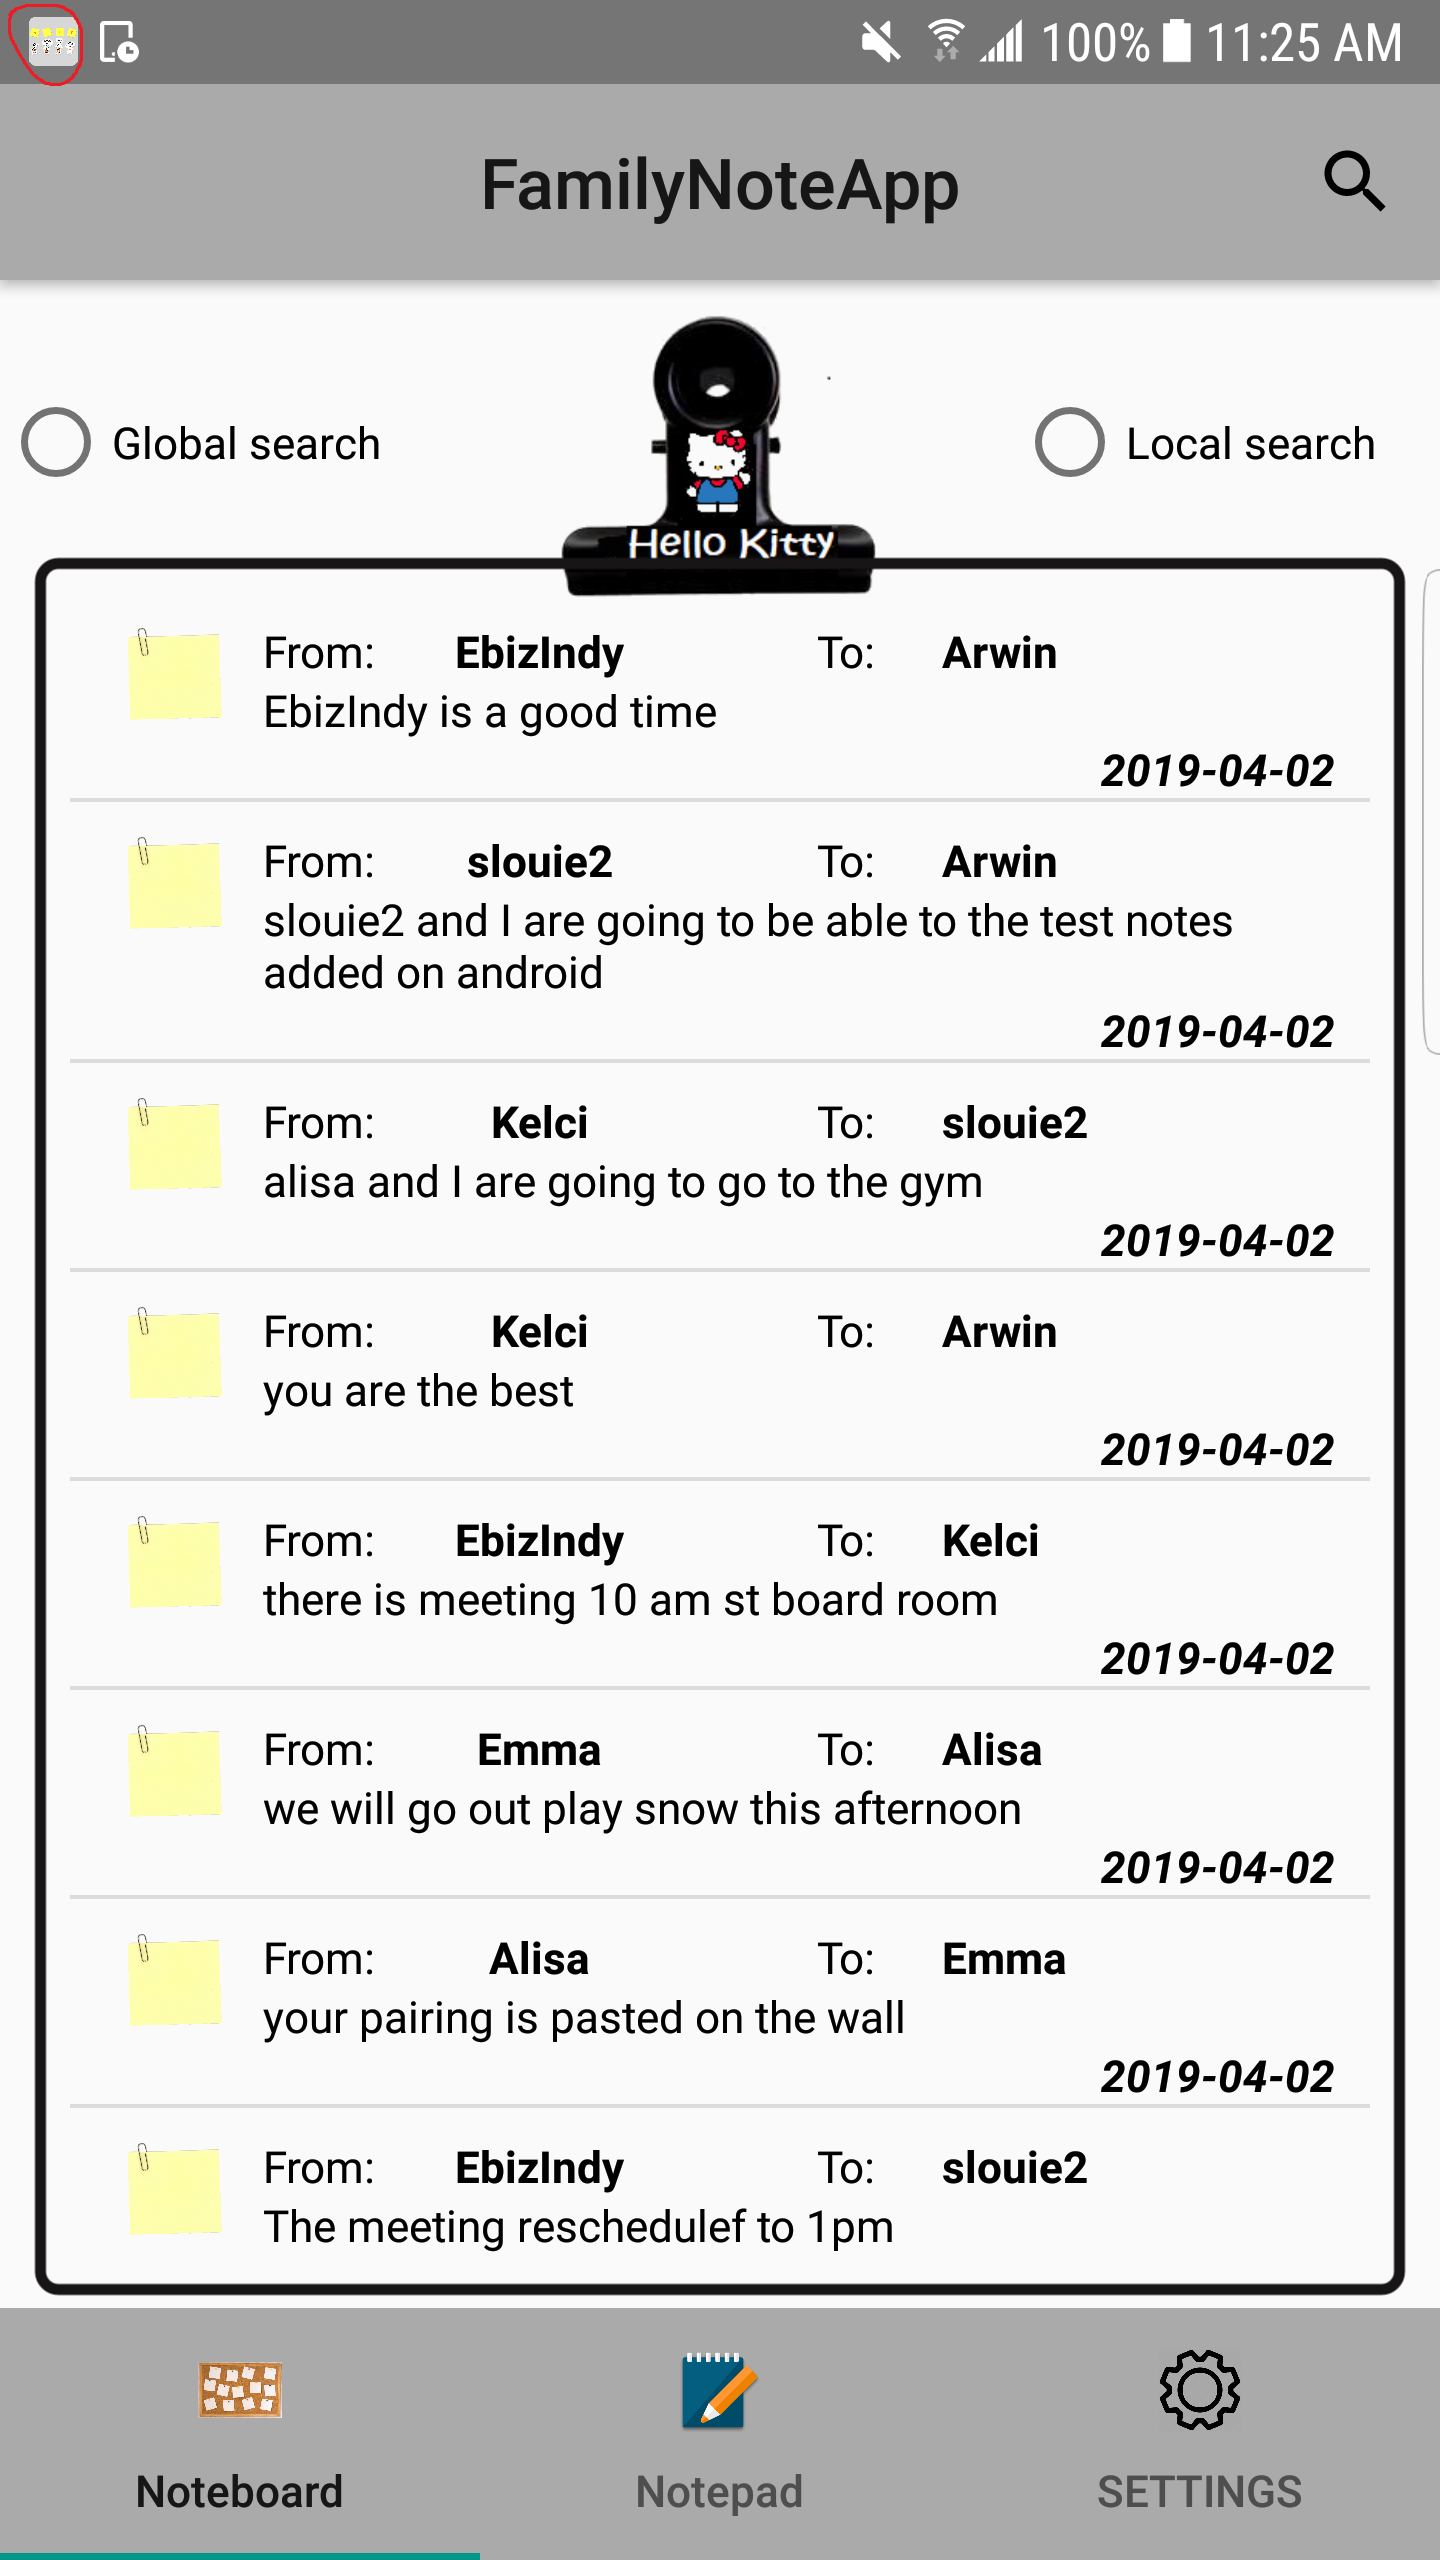 100% 11:25 AM
FamilyNoteApp
Global search
Local search
Hello Kitty
From: EbizIndy To: Arwin
EbizIndy is a good time
2019-04-02
From: slouie2 To: Arwin
slouie2 and I are going to be able to the test notes
added on android
2019-04-02
From: Kelci To: slouie2
alisa and I are going to go to the gym
2019-04-02
From: Kelci To: Arwin
you are the best
2019-04-02
From: EbizIndy To: Kelci
there is meeting 10 am st board room
2019-04-02
From: Emma To: Alisa
we will go out play snow this afternoon
2019-04-02
From: Alisa To: Emma
your pairing is pasted on the wall
2019-04-02
From: EbizIndy To: slouie2
The meeting reschedulef to 1pm
Noteboard Notepad SETTINGS